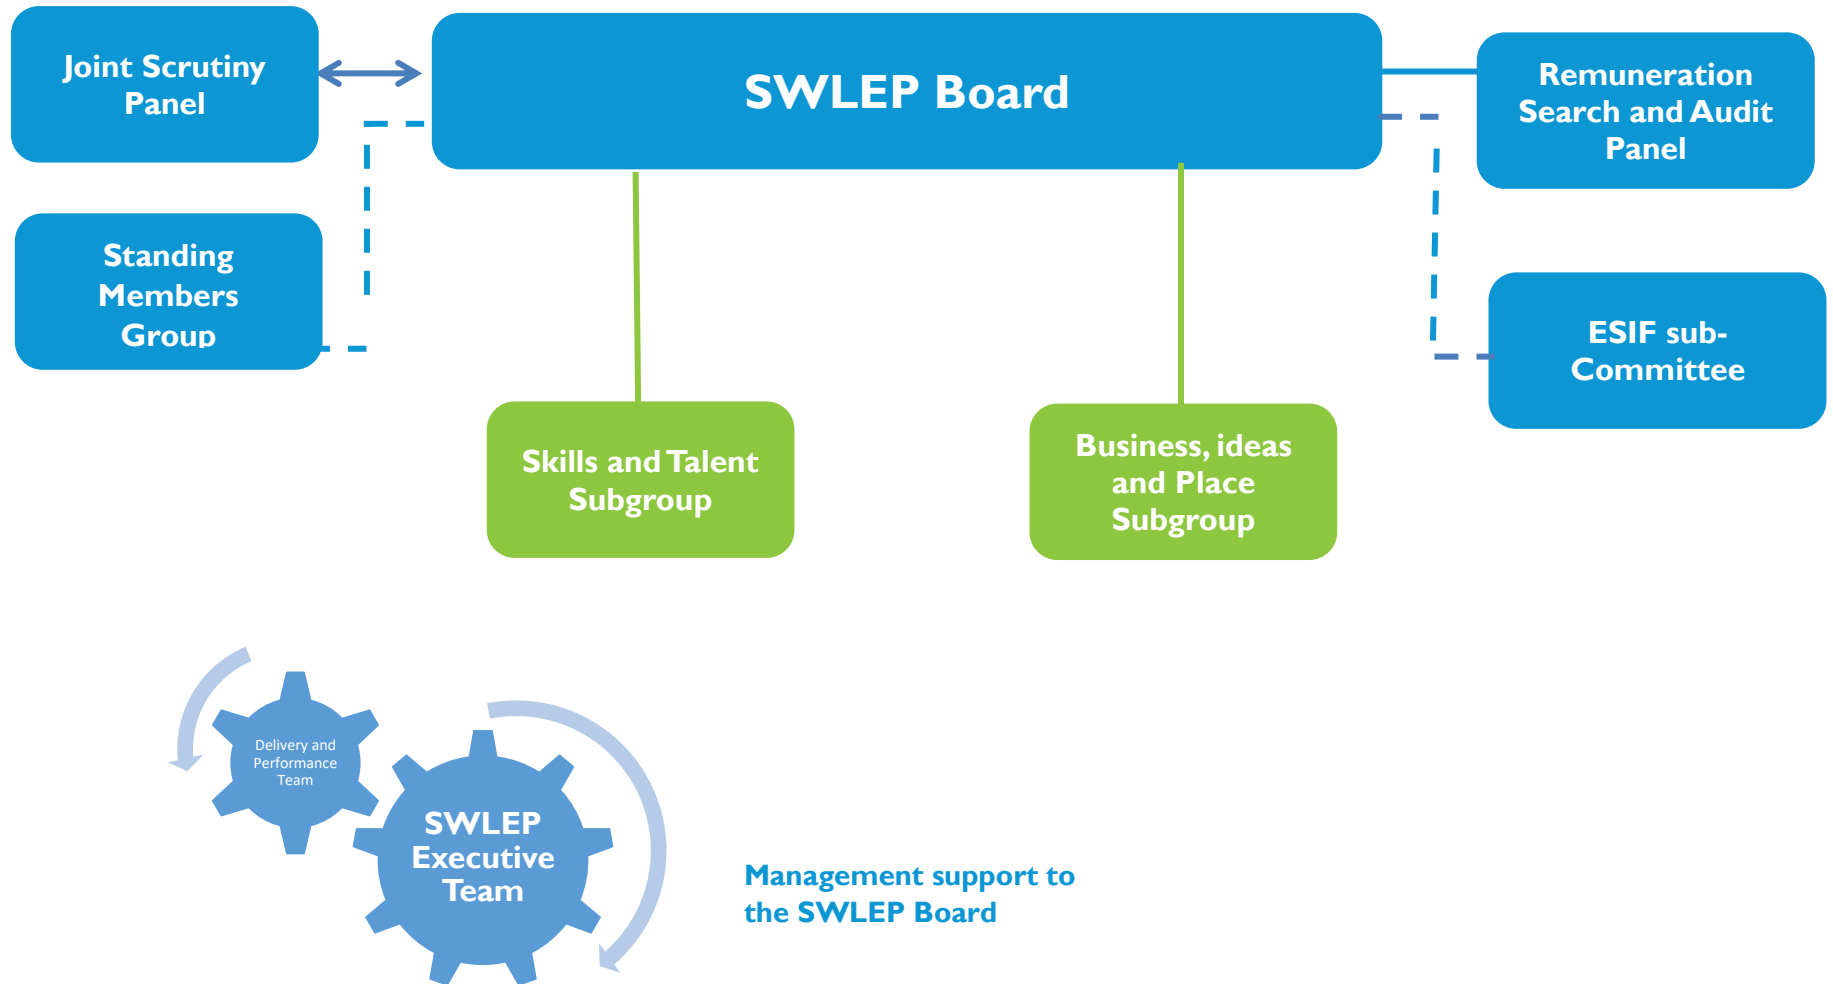 Joint Scrutiny
Panel
SWLEP Board
Remuneration
Search and Audit
Panel
Standing
Members
Group
ESIF sub-
Committee
Skills and Talent
Subgroup
Business, ideas
and Place
Subgroup
Delivery and
Performance
Team
SWLEP
Executive
Team
Management support to
the SWLEP Board